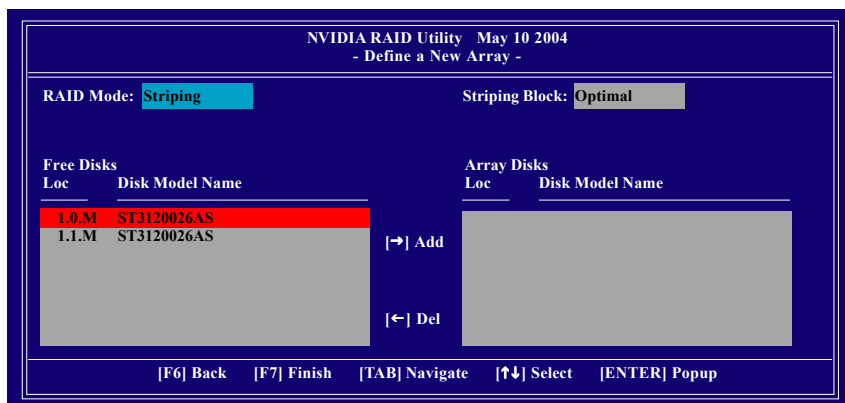 NVIDIA RAID Utility May 10 2004
- Define a New Array -
RAID Mode: Striping
Striping Block: Optimal
Free Disks
Loc Disk Model Name
1.0.M ST3120026AS
1.1.M ST3120026AS
[→] Add
[←] Del
Array Disks
Loc Disk Model Name
[F6] Back [F7] Finish [TAB] Navigate [↑↓] Select [ENTER] Popup